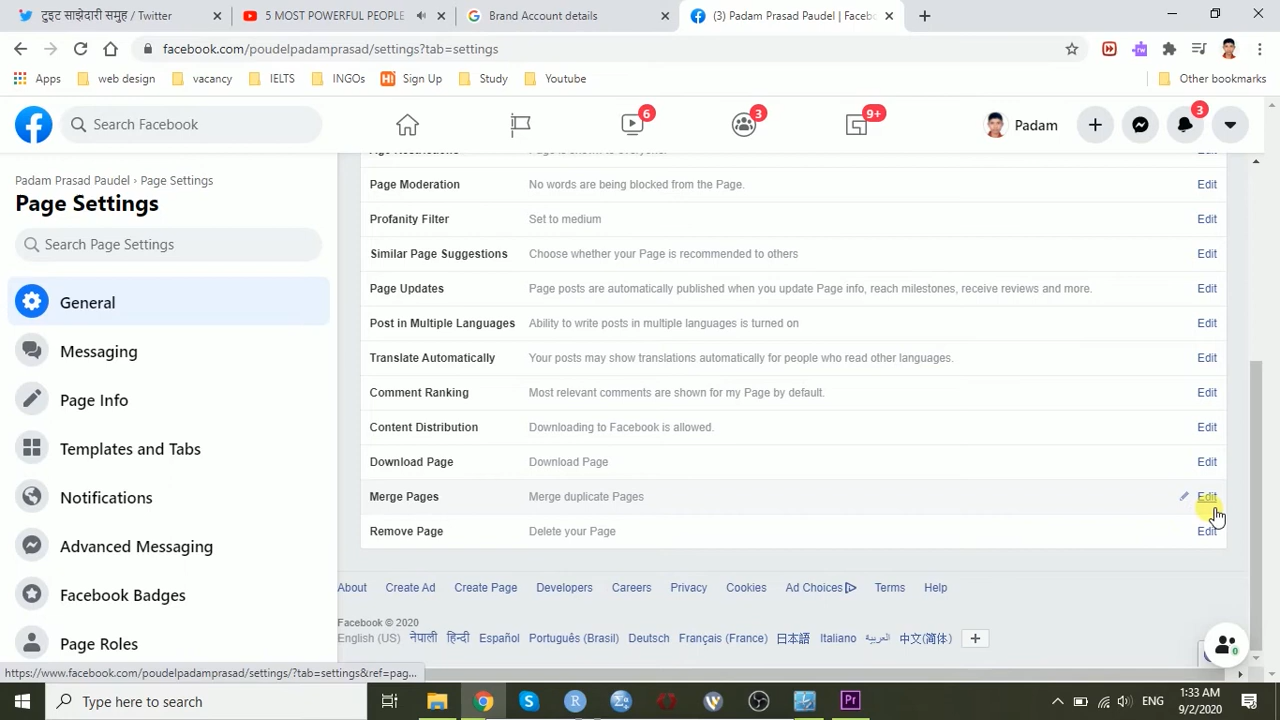 टुइट साझेदारी समूह / Twitter
5 MOST POWERFUL PEOPLE
Brand Account details
(3) Padam Prasad Paudel | Faceb
facebook.com/poudelpadamprasad/settings?tab=settings
Apps
web design
vacancy
IELTS
INGOs
Sign Up
Study
Youtube
Other bookmarks
Search Facebook
6
3
9+
Padam
3
Padam Prasad Paudel › Page Settings
Page Settings
Search Page Settings
General
Messaging
Page Info
Templates and Tabs
Notifications
Advanced Messaging
Facebook Badges
Page Roles
Age Restrictions Page is shown to everyone. Edit
Page Moderation No words are being blocked from the Page. Edit
Profanity Filter Set to medium Edit
Similar Page Suggestions Choose whether your Page is recommended to others Edit
Page Updates Page posts are automatically published when you update Page info, reach milestones, receive reviews and more. Edit
Post in Multiple Languages Ability to write posts in multiple languages is turned on Edit
Translate Automatically Your posts may show translations automatically for people who read other languages. Edit
Comment Ranking Most relevant comments are shown for my Page by default. Edit
Content Distribution Downloading to Facebook is allowed. Edit
Download Page Download Page Edit
Merge Pages Merge duplicate Pages Edit
Remove Page Delete your Page Edit
About Create Ad Create Page Developers Careers Privacy Cookies Ad Choices Terms Help
Facebook © 2020
English (US) नेपाली हिन्दी Español Português (Brasil) Deutsch Français (France) 日本語 Italiano العربية 中文(简体)
0
https://www.facebook.com/poudelpadamprasad/settings/?tab=settings&ref=pag...
Type here to search
ENG
1:33 AM
9/2/2020